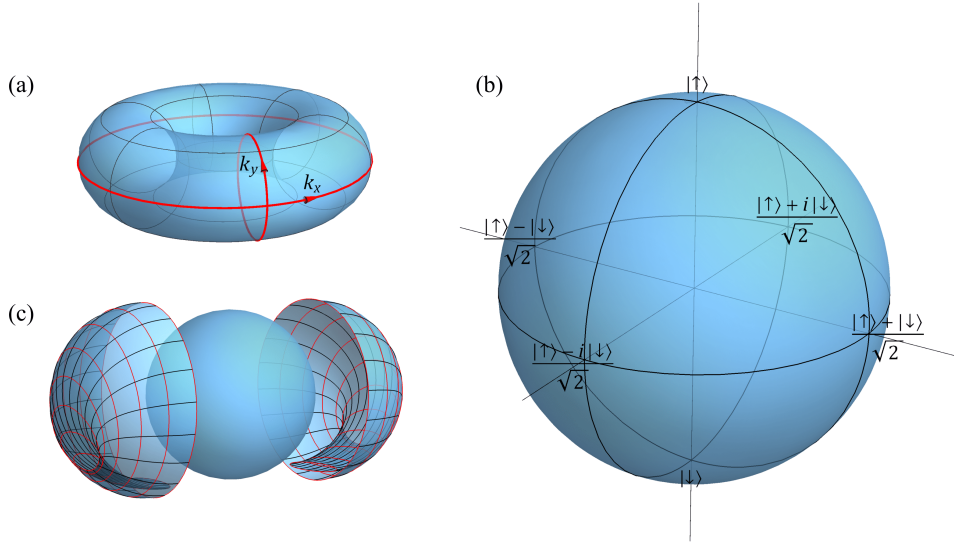 (a)
k_y
k_x
(b)
|↑⟩
|↑⟩ + i|↓⟩
√2
|↑⟩ − |↓⟩
√2
|↑⟩ + |↓⟩
√2
|↑⟩ − i|↓⟩
√2
|↓⟩
(c)